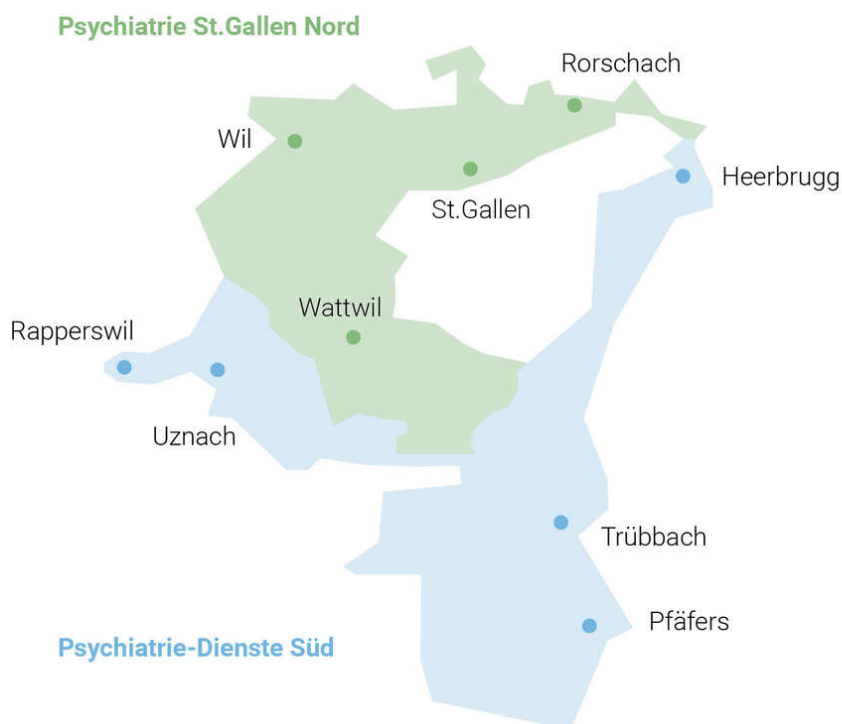 Psychiatrie St.Gallen Nord
Rorschach
Wil
Heerbrugg
St.Gallen
Wattwil
Rapperswil
Uznach
Trübbach
Pfäfers
Psychiatrie-Dienste Süd